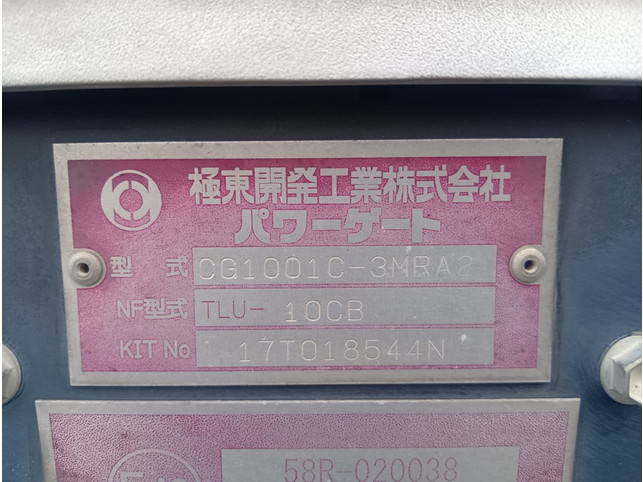 極東開発工業株式会社
パワーゲート
型式 CG1001C-3MRA2
NF型式 TLU- 10CB
KIT No 17T018544N
58R-020038